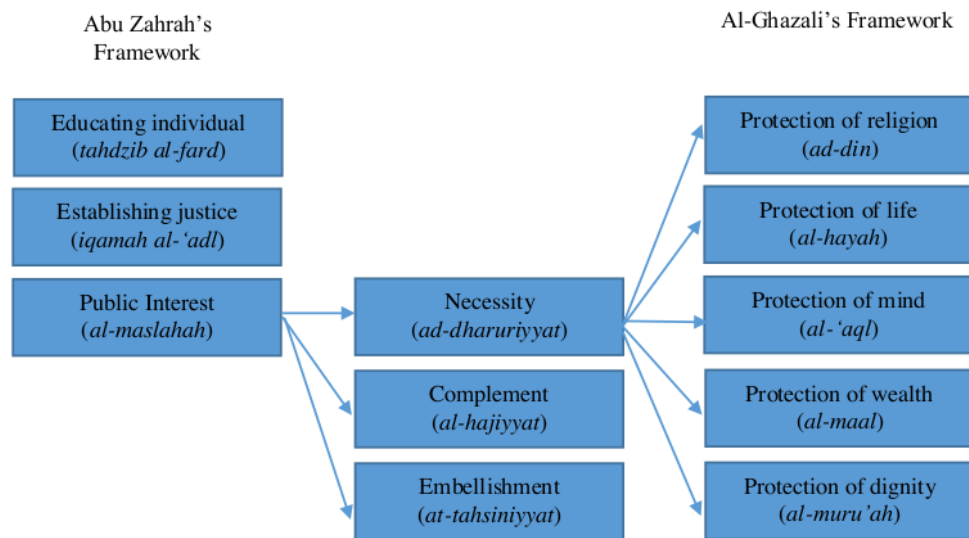 Abu Zahrah's
Framework
Educating individual
(tahdzib al-fard)
Establishing justice
(iqamah al-‘adl)
Public Interest
(al-maslahah)
Necessity
(ad-dharuriyyat)
Complement
(al-hajiyyat)
Embellishment
(at-tahsiniyyat)
Al-Ghazali’s Framework
Protection of religion
(ad-din)
Protection of life
(al-hayah)
Protection of mind
(al-‘aql)
Protection of wealth
(al-maal)
Protection of dignity
(al-muru’ah)